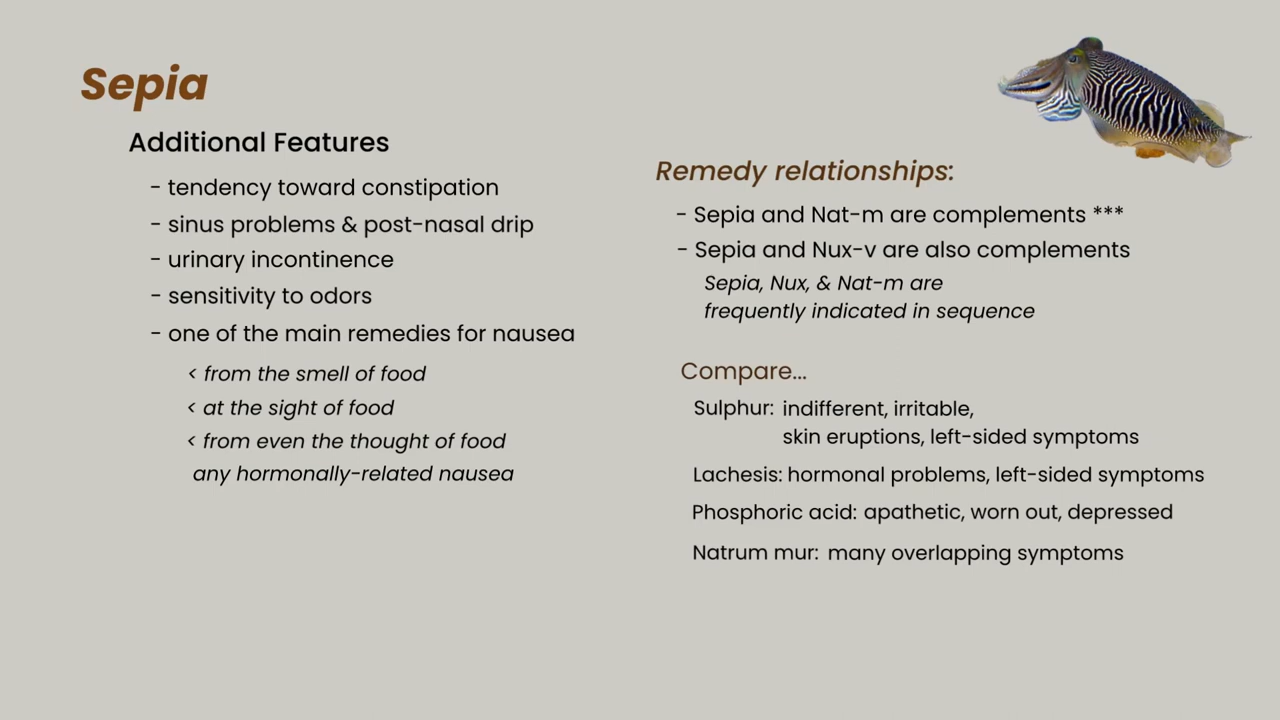 Sepia
Additional Features
- tendency toward constipation
- sinus problems & post-nasal drip
- urinary incontinence
- sensitivity to odors
- one of the main remedies for nausea
< from the smell of food
< at the sight of food
< from even the thought of food
any hormonally-related nausea
Remedy relationships:
- Sepia and Nat-m are complements ***
- Sepia and Nux-v are also complements
Sepia, Nux, & Nat-m are
frequently indicated in sequence
Compare...
Sulphur: indifferent, irritable,
skin eruptions, left-sided symptoms
Lachesis: hormonal problems, left-sided symptoms
Phosphoric acid: apathetic, worn out, depressed
Natrum mur: many overlapping symptoms